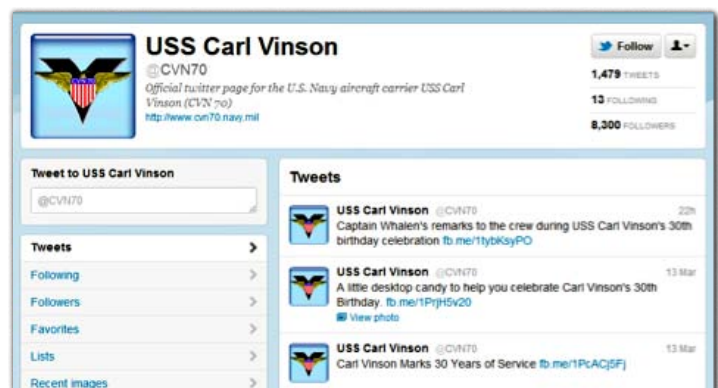 USS Carl Vinson
@CVN70
Official twitter page for the U.S. Navy aircraft carrier USS Carl
Vinson (CVN 70)
http://www.cvn70.navy.mil
Follow
1,479 TWEETS
13 FOLLOWING
8,300 FOLLOWERS
Tweet to USS Carl Vinson
@CVN70
Tweets
Following
Followers
Favorites
Lists
Recent images
Tweets
USS Carl Vinson @CVN70 22h
Captain Whalen's remarks to the crew during USS Carl Vinson's 30th
birthday celebration fb.me/1tybKsyPO
USS Carl Vinson @CVN70 13 Mar
A little desktop candy to help you celebrate Carl Vinson's 30th
Birthday. fb.me/1PrjH5v20
View photo
USS Carl Vinson @CVN70 13 Mar
Carl Vinson Marks 30 Years of Service fb.me/1PcACj5Fj